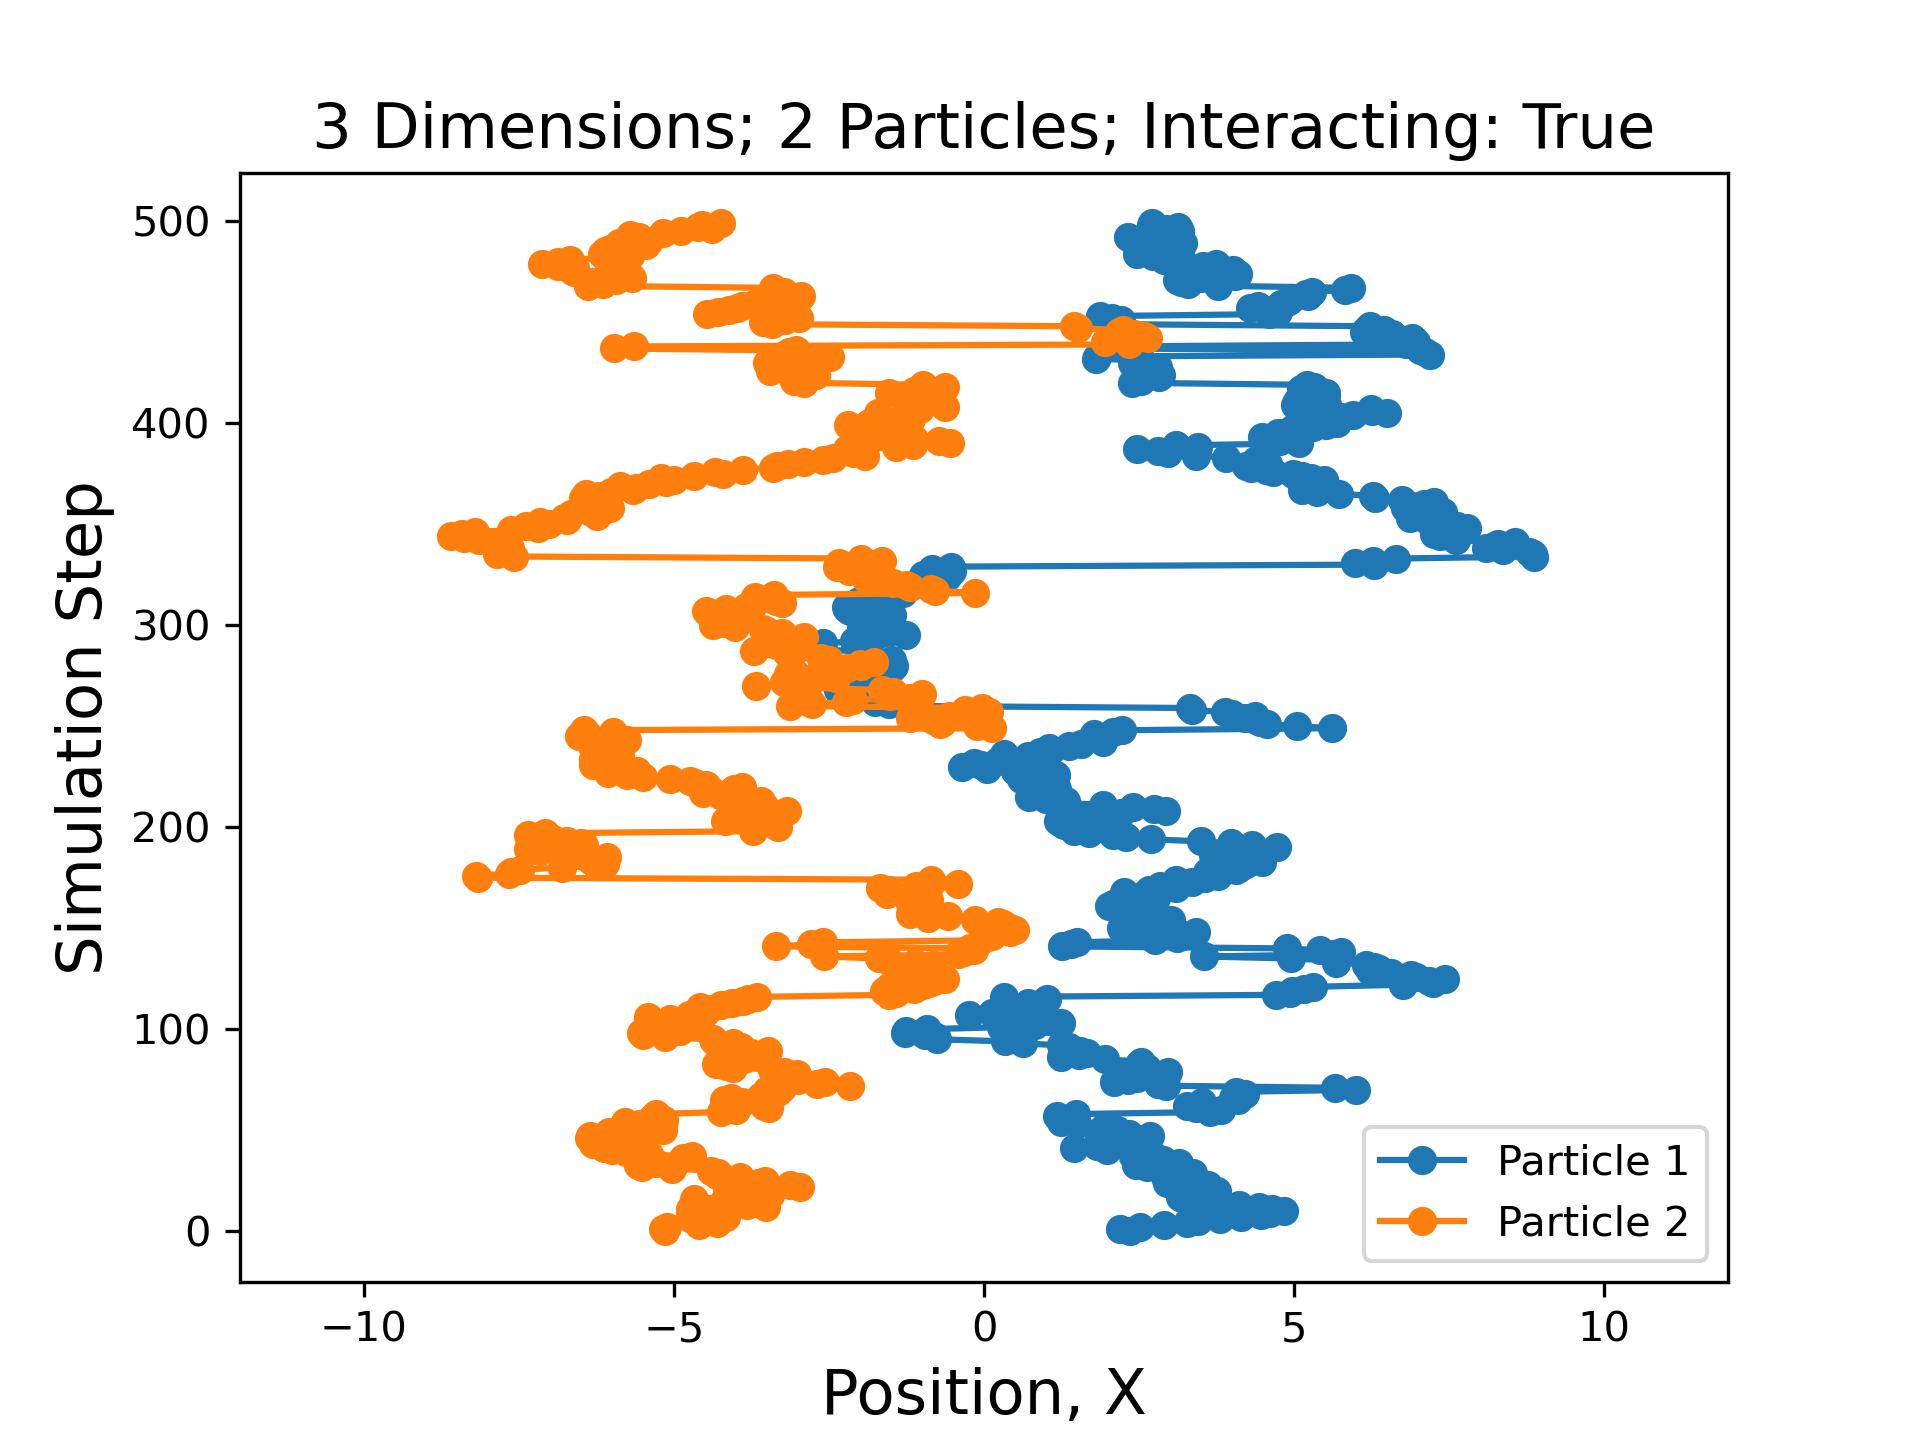 3 Dimensions; 2 Particles; Interacting: True
500
400
300
200
100
0
Simulation Step
−10
−5
0
5
10
Position, X
Particle 1
Particle 2